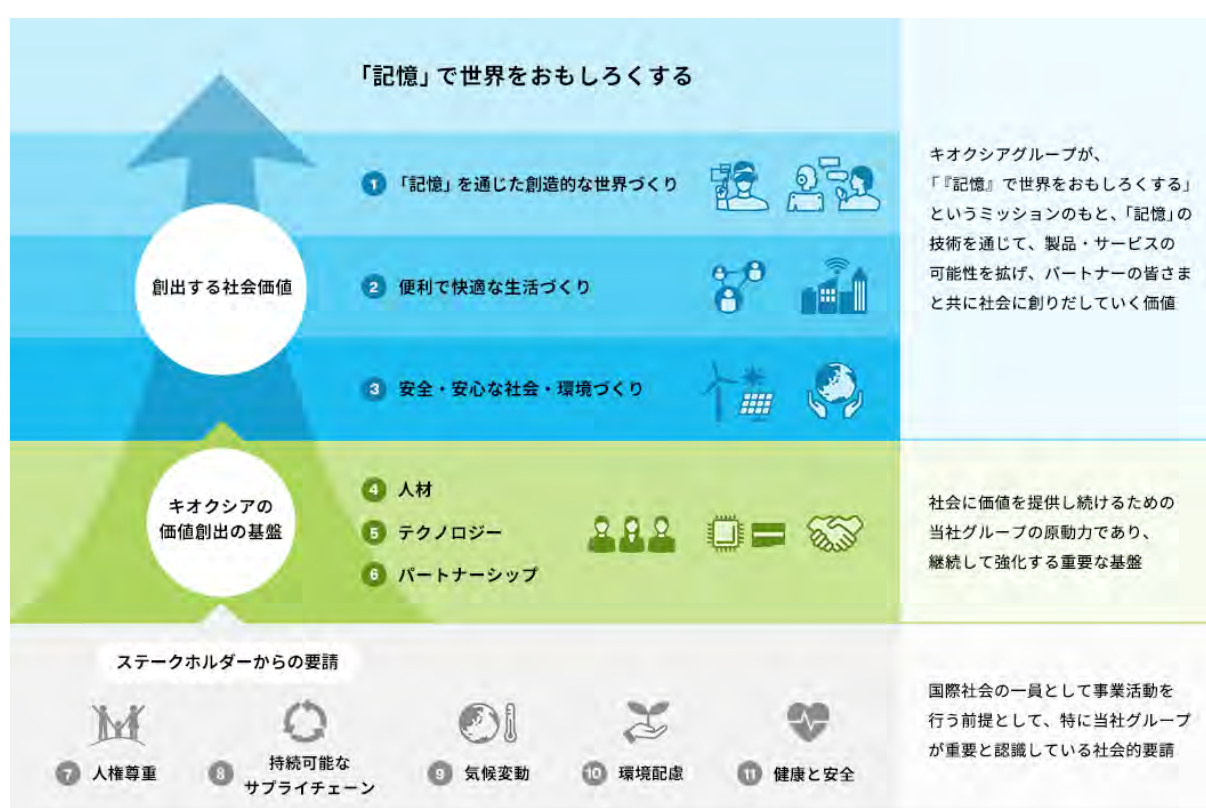 「記憶」で世界をおもしろくする
1 「記憶」を通じた創造的な世界づくり
創出する社会価値
2 便利で快適な生活づくり
3 安全・安心な社会・環境づくり
キオクシアグループが、
「『記憶』で世界をおもしろくする」
というミッションのもと、「記憶」の
技術を通じて、製品・サービスの
可能性を拡げ、パートナーの皆さま
と共に社会に創りだしていく価値
キオクシアの
価値創出の基盤
4 人材
5 テクノロジー
6 パートナーシップ
社会に価値を提供し続けるための
当社グループの原動力であり、
継続して強化する重要な基盤
ステークホルダーからの要請
7 人権尊重
8 持続可能な
サプライチェーン
9 気候変動
10 環境配慮
11 健康と安全
国際社会の一員として事業活動を
行う前提として、特に当社グループ
が重要と認識している社会的要請